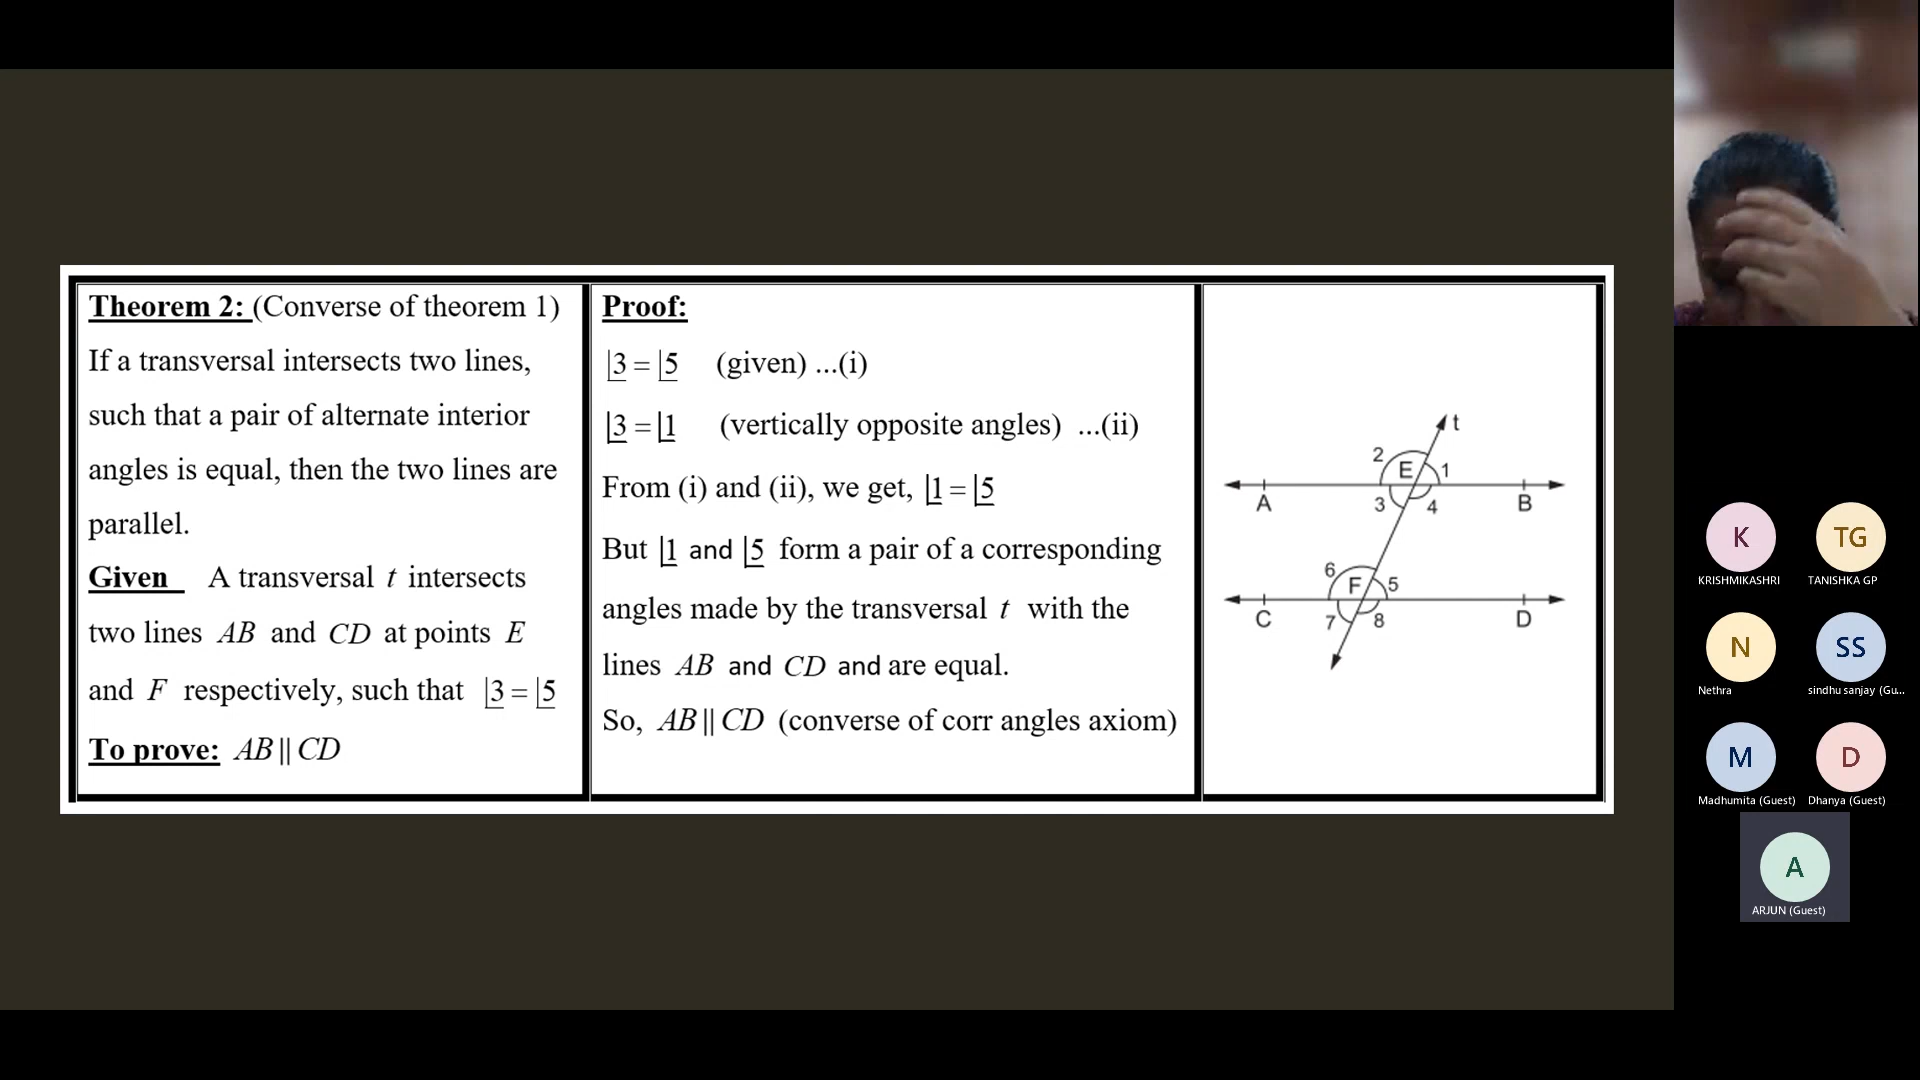 Theorem 2: (Converse of theorem 1)
If a transversal intersects two lines,
such that a pair of alternate interior
angles is equal, then the two lines are
parallel.
Given A transversal t intersects
two lines AB and CD at points E
and F respectively, such that ⌊3 = ⌊5
To prove: AB || CD
Proof:
⌊3 = ⌊5 (given) ...(i)
⌊3 = ⌊1 (vertically opposite angles) ...(ii)
From (i) and (ii), we get, ⌊1 = ⌊5
But ⌊1 and ⌊5 form a pair of a corresponding
angles made by the transversal t with the
lines AB and CD and are equal.
So, AB || CD (converse of corr angles axiom)
t
2 E 1
A 3 4 B
6 F 5
C 7 8 D
K TG
KRISHMIKASHRI TANISHKA GP
N SS
Nethra sindhu sanjay (Gu...
M D
Madhumita (Guest) Dhanya (Guest)
A
ARJUN (Guest)